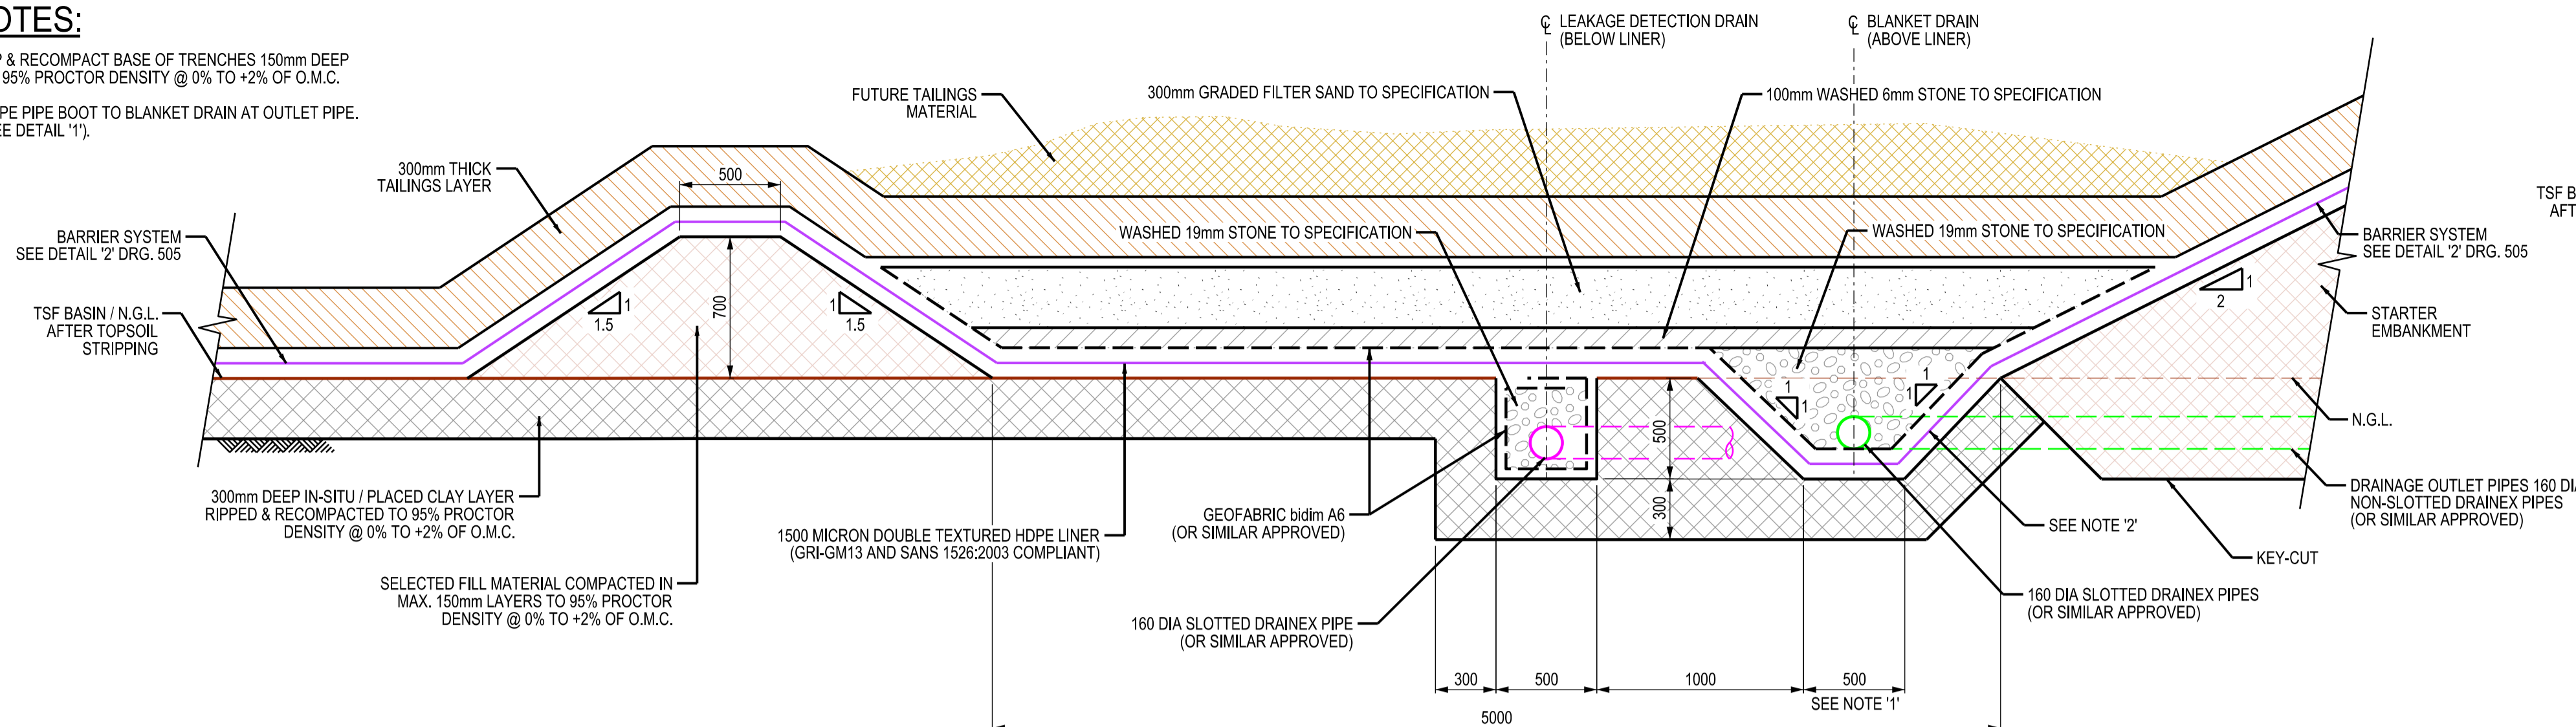 OTES:
P & RECOMPACT BASE OF TRENCHES 150mm DEEP
95% PROCTOR DENSITY @ 0% TO +2% OF O.M.C.
PE PIPE BOOT TO BLANKET DRAIN AT OUTLET PIPE.
EE DETAIL '1').
℄ LEAKAGE DETECTION DRAIN
(BELOW LINER)
℄ BLANKET DRAIN
(ABOVE LINER)
FUTURE TAILINGS
MATERIAL
300mm GRADED FILTER SAND TO SPECIFICATION
100mm WASHED 6mm STONE TO SPECIFICATION
300mm THICK
TAILINGS LAYER
500
BARRIER SYSTEM
SEE DETAIL '2' DRG. 505
WASHED 19mm STONE TO SPECIFICATION
WASHED 19mm STONE TO SPECIFICATION
TSF B
AFT
BARRIER SYSTEM
SEE DETAIL '2' DRG. 505
TSF BASIN / N.G.L.
AFTER TOPSOIL
STRIPPING
1
1.5
700
1
1.5
1
2
STARTER
EMBANKMENT
1
1
1
1
500
300
N.G.L.
300mm DEEP IN-SITU / PLACED CLAY LAYER
RIPPED & RECOMPACTED TO 95% PROCTOR
DENSITY @ 0% TO +2% OF O.M.C.
1500 MICRON DOUBLE TEXTURED HDPE LINER
(GRI-GM13 AND SANS 1526:2003 COMPLIANT)
GEOFABRIC bidim A6
(OR SIMILAR APPROVED)
DRAINAGE OUTLET PIPES 160 DIA
NON-SLOTTED DRAINEX PIPES
(OR SIMILAR APPROVED)
SEE NOTE '2'
KEY-CUT
SELECTED FILL MATERIAL COMPACTED IN
MAX. 150mm LAYERS TO 95% PROCTOR
DENSITY @ 0% TO +2% OF O.M.C.
160 DIA SLOTTED DRAINEX PIPE
(OR SIMILAR APPROVED)
160 DIA SLOTTED DRAINEX PIPES
(OR SIMILAR APPROVED)
300
500
1000
500
SEE NOTE '1'
5000